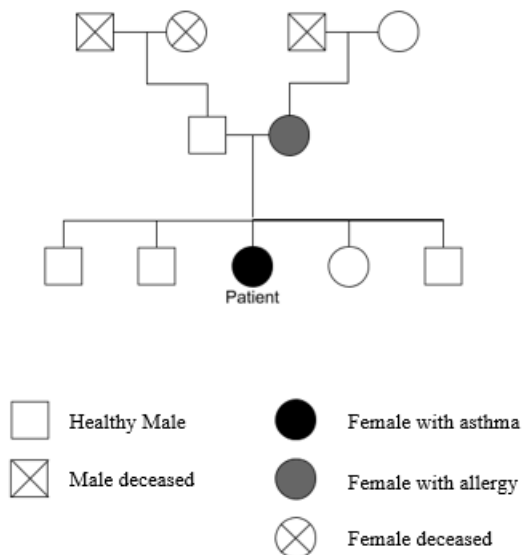 Patient
Healthy Male
Female with asthma
Male deceased
Female with allergy
Female deceased